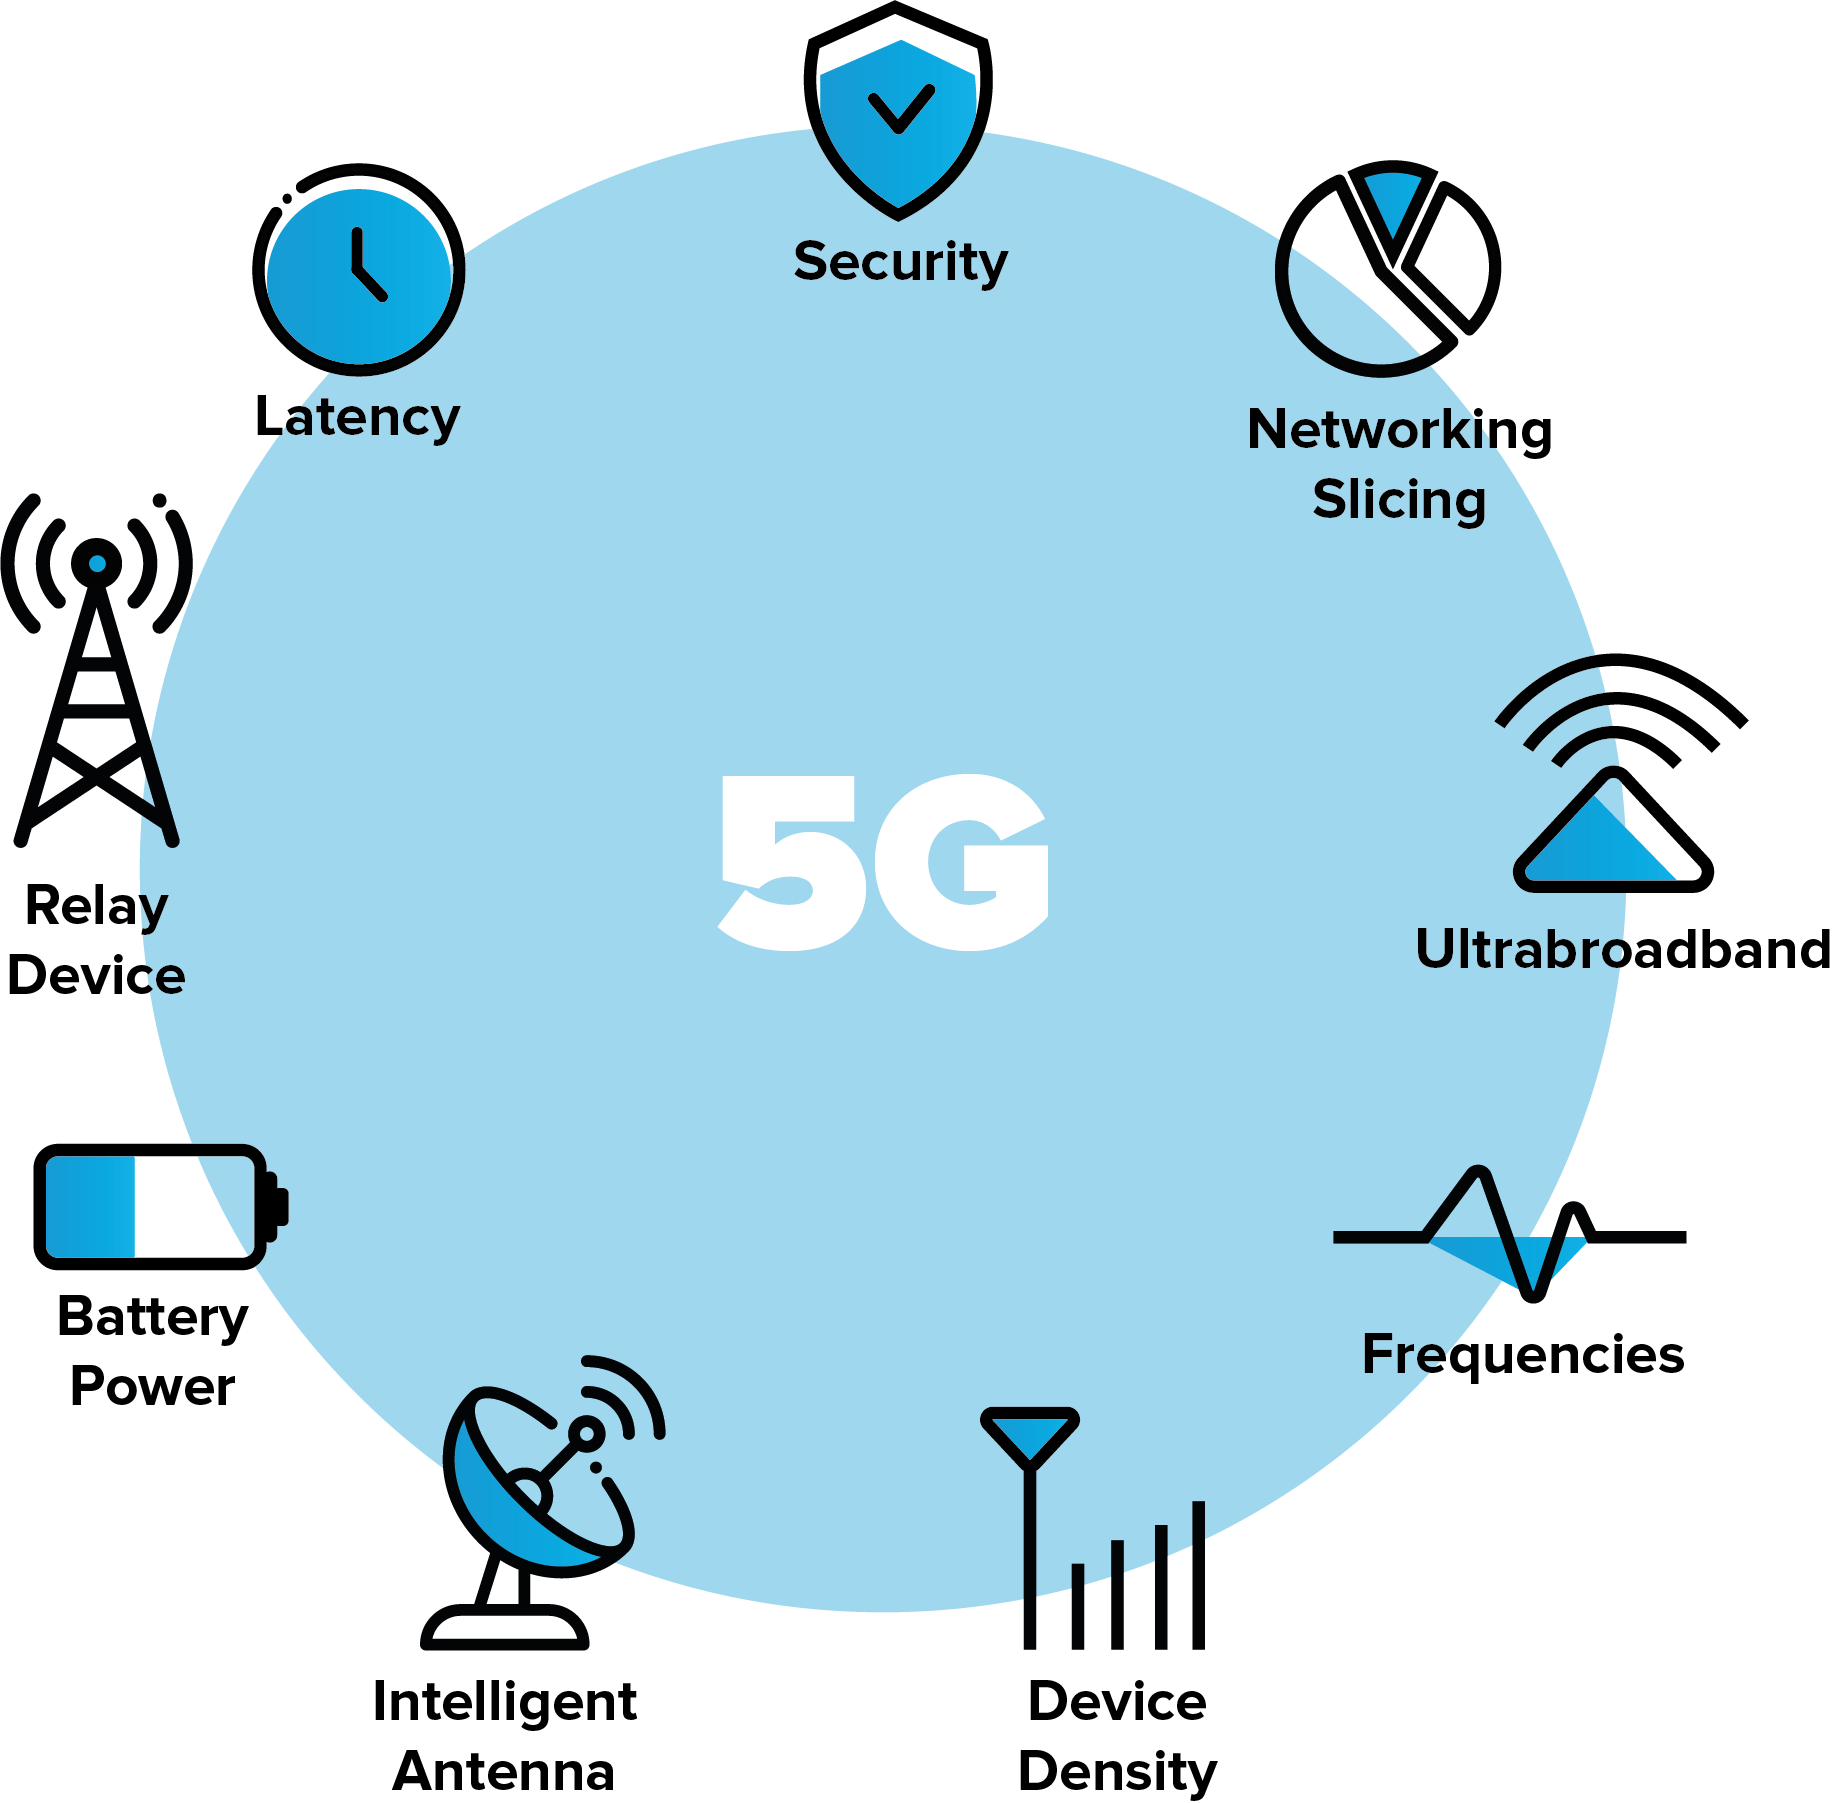 Security
Latency
Networking
Slicing
5G
Relay
Device
Ultrabroadband
Battery
Power
Frequencies
Intelligent
Antenna
Device
Density